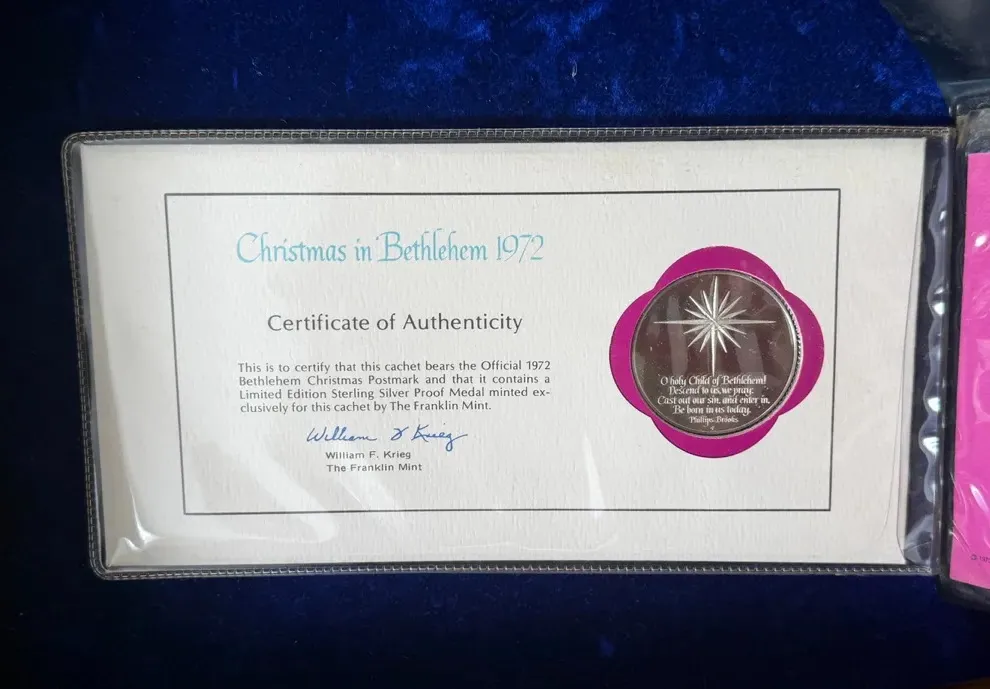 Christmas in Bethlehem 1972
Certificate of Authenticity
This is to certify that this cachet bears the Official 1972
Bethlehem Christmas Postmark and that it contains a
Limited Edition Sterling Silver Proof Medal minted ex-
clusively for this cachet by The Franklin Mint.
William F Krieg
William F. Krieg
The Franklin Mint
O holy Child of Bethlehem!
Descend to us, we pray;
Cast out our sin, and enter in,
Be born in us today.
Phillips Brooks